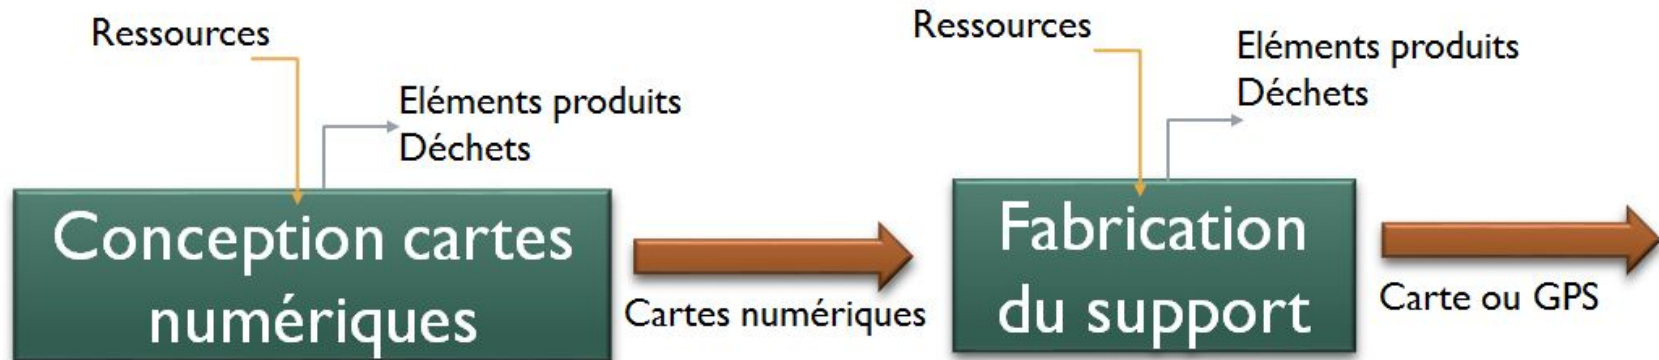 Ressources
Eléments produits
Déchets
Conception cartes
numériques
Cartes numériques
Ressources
Eléments produits
Déchets
Fabrication
du support
Carte ou GPS